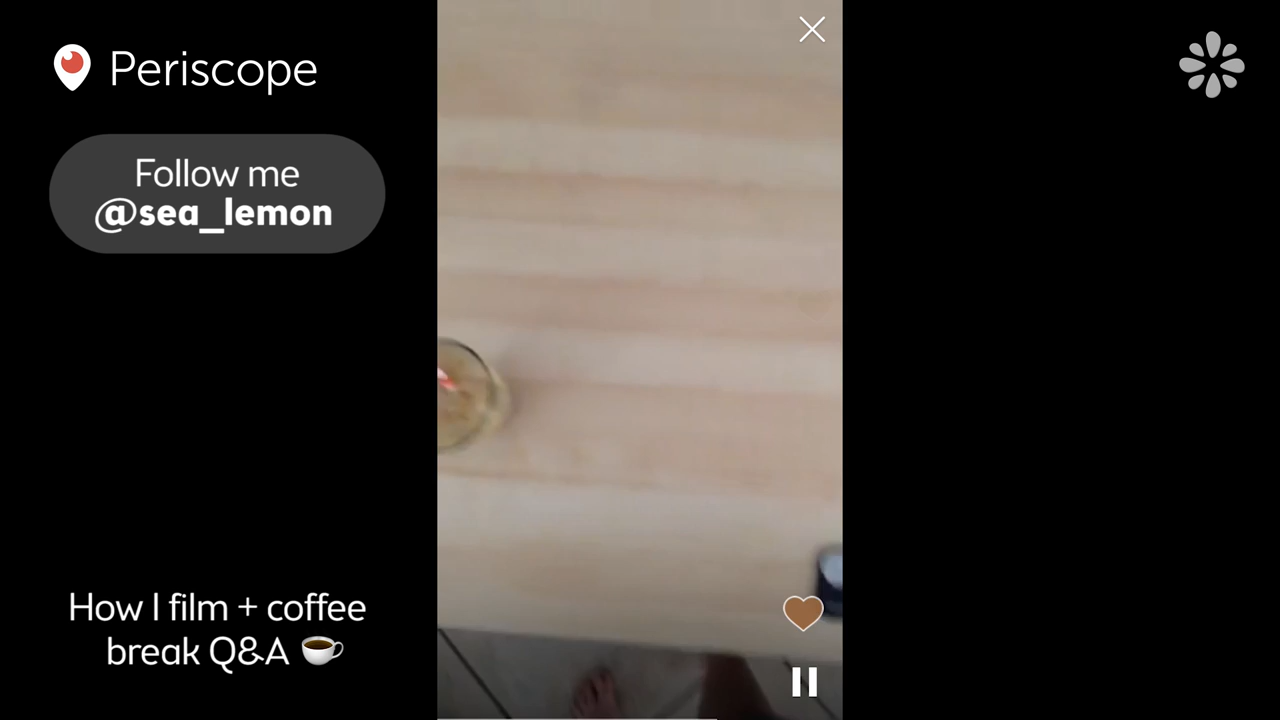 Periscope
Follow me
@sea_lemon
How I film + coffee
break Q&A ☕